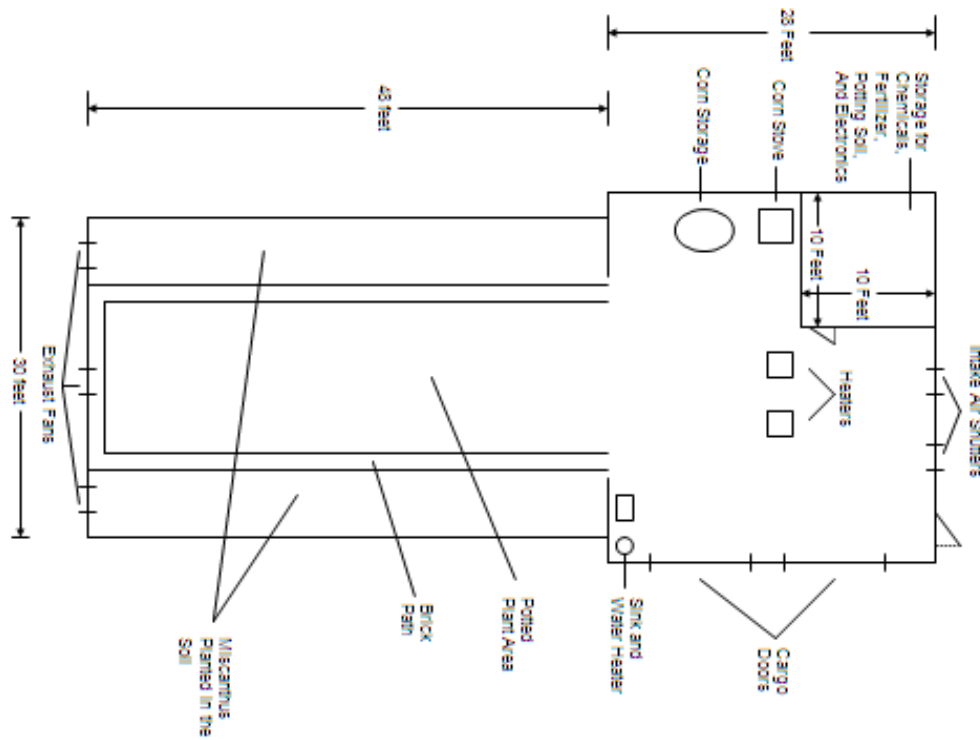 Intake Air Shutters
Storage for
Chemicals,
Fertilizer,
Potting Soil,
And Electronics
10 Feet
10 Feet
28 Feet
Heaters
Corn Stove
Corn Storage
Cargo
Doors
Sink and
Water Heater
48 feet
Potted
Plant Area
Brick
Path
Miscanthus
Planted in the
Soil
Exhaust Fans
30 feet